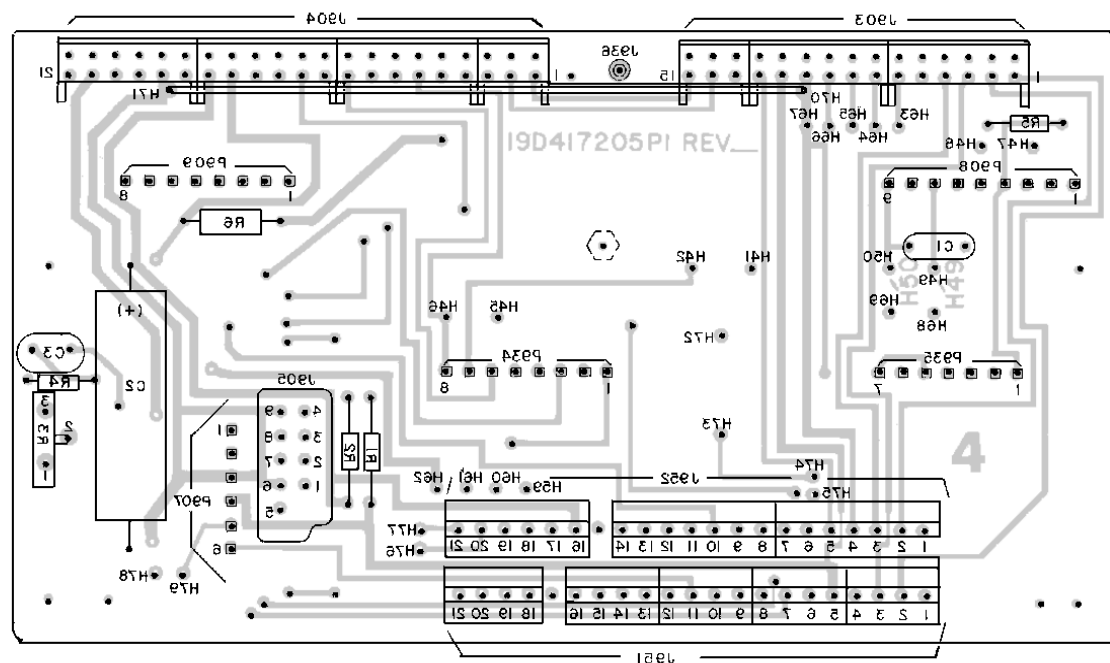 J904
J903
J936
21
1
15
1
H71
H70
H67
H66
H65
H64
H63
R5
19D417205P1 REV_
H48
H47
P909
P908
8
1
9
1
R6
C1
H42
H41
H50
H49
H50
H49
(+)
H46
H45
H69
H68
H72
C3
P934
P935
R4
C2
J905
8
1
7
1
3
R3
2
1
1
P907
6
9
4
8
3
7
2
6
1
5
R2
R1
H73
4
H62
H61
H60
H59
J952
H74
H75
H77
H76
21 20 19 18 17 16
14 13 12 11 10 9 8 7 6 5 4 3 2 1
H78
H79
21 20 19 18
16 15 14 13 12 11 10 9 8 7 6 5 4 3 2 1
J951